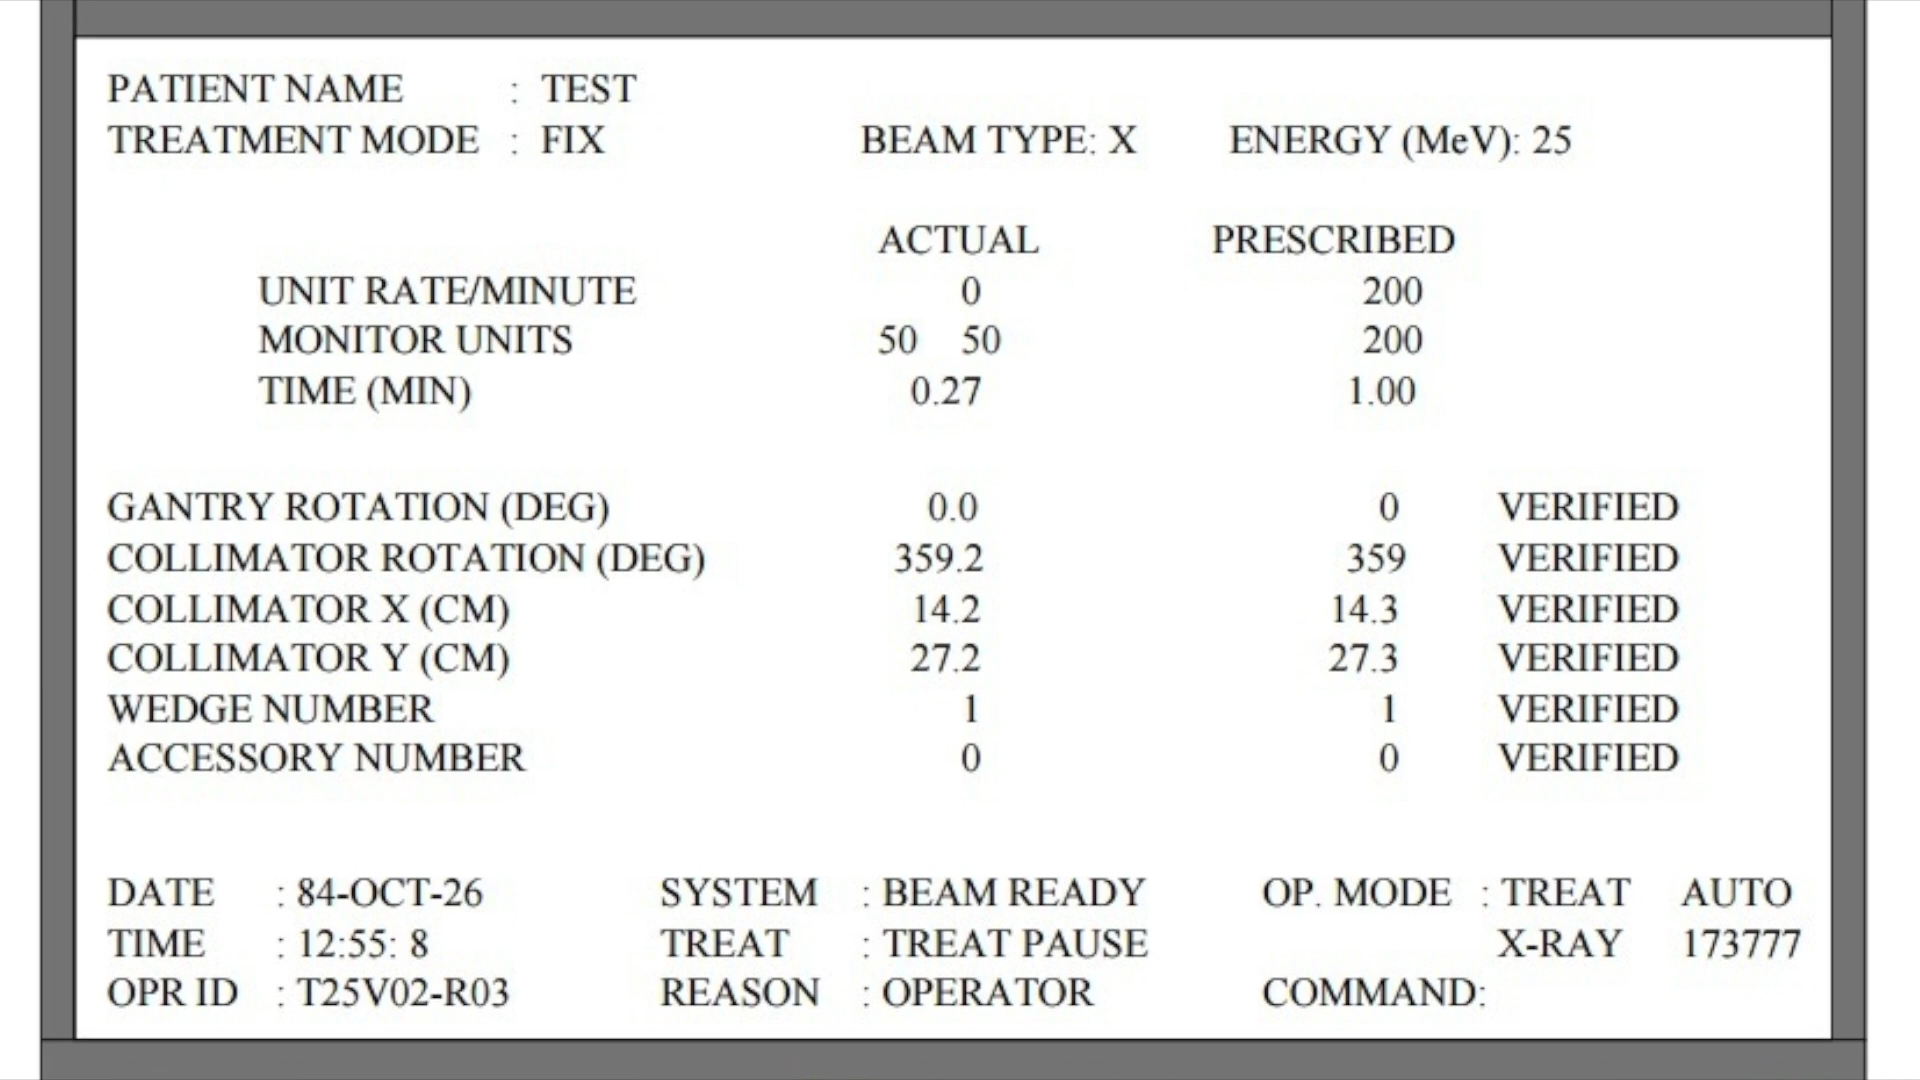 PATIENT NAME : TEST
TREATMENT MODE : FIX BEAM TYPE: X ENERGY (MeV): 25
ACTUAL PRESCRIBED
UNIT RATE/MINUTE 0 200
MONITOR UNITS 50 50 200
TIME (MIN) 0.27 1.00
GANTRY ROTATION (DEG) 0.0 0 VERIFIED
COLLIMATOR ROTATION (DEG) 359.2 359 VERIFIED
COLLIMATOR X (CM) 14.2 14.3 VERIFIED
COLLIMATOR Y (CM) 27.2 27.3 VERIFIED
WEDGE NUMBER 1 1 VERIFIED
ACCESSORY NUMBER 0 0 VERIFIED
DATE : 84-OCT-26 SYSTEM : BEAM READY OP. MODE : TREAT AUTO
TIME : 12:55: 8 TREAT : TREAT PAUSE X-RAY 173777
OPR ID : T25V02-R03 REASON : OPERATOR COMMAND: